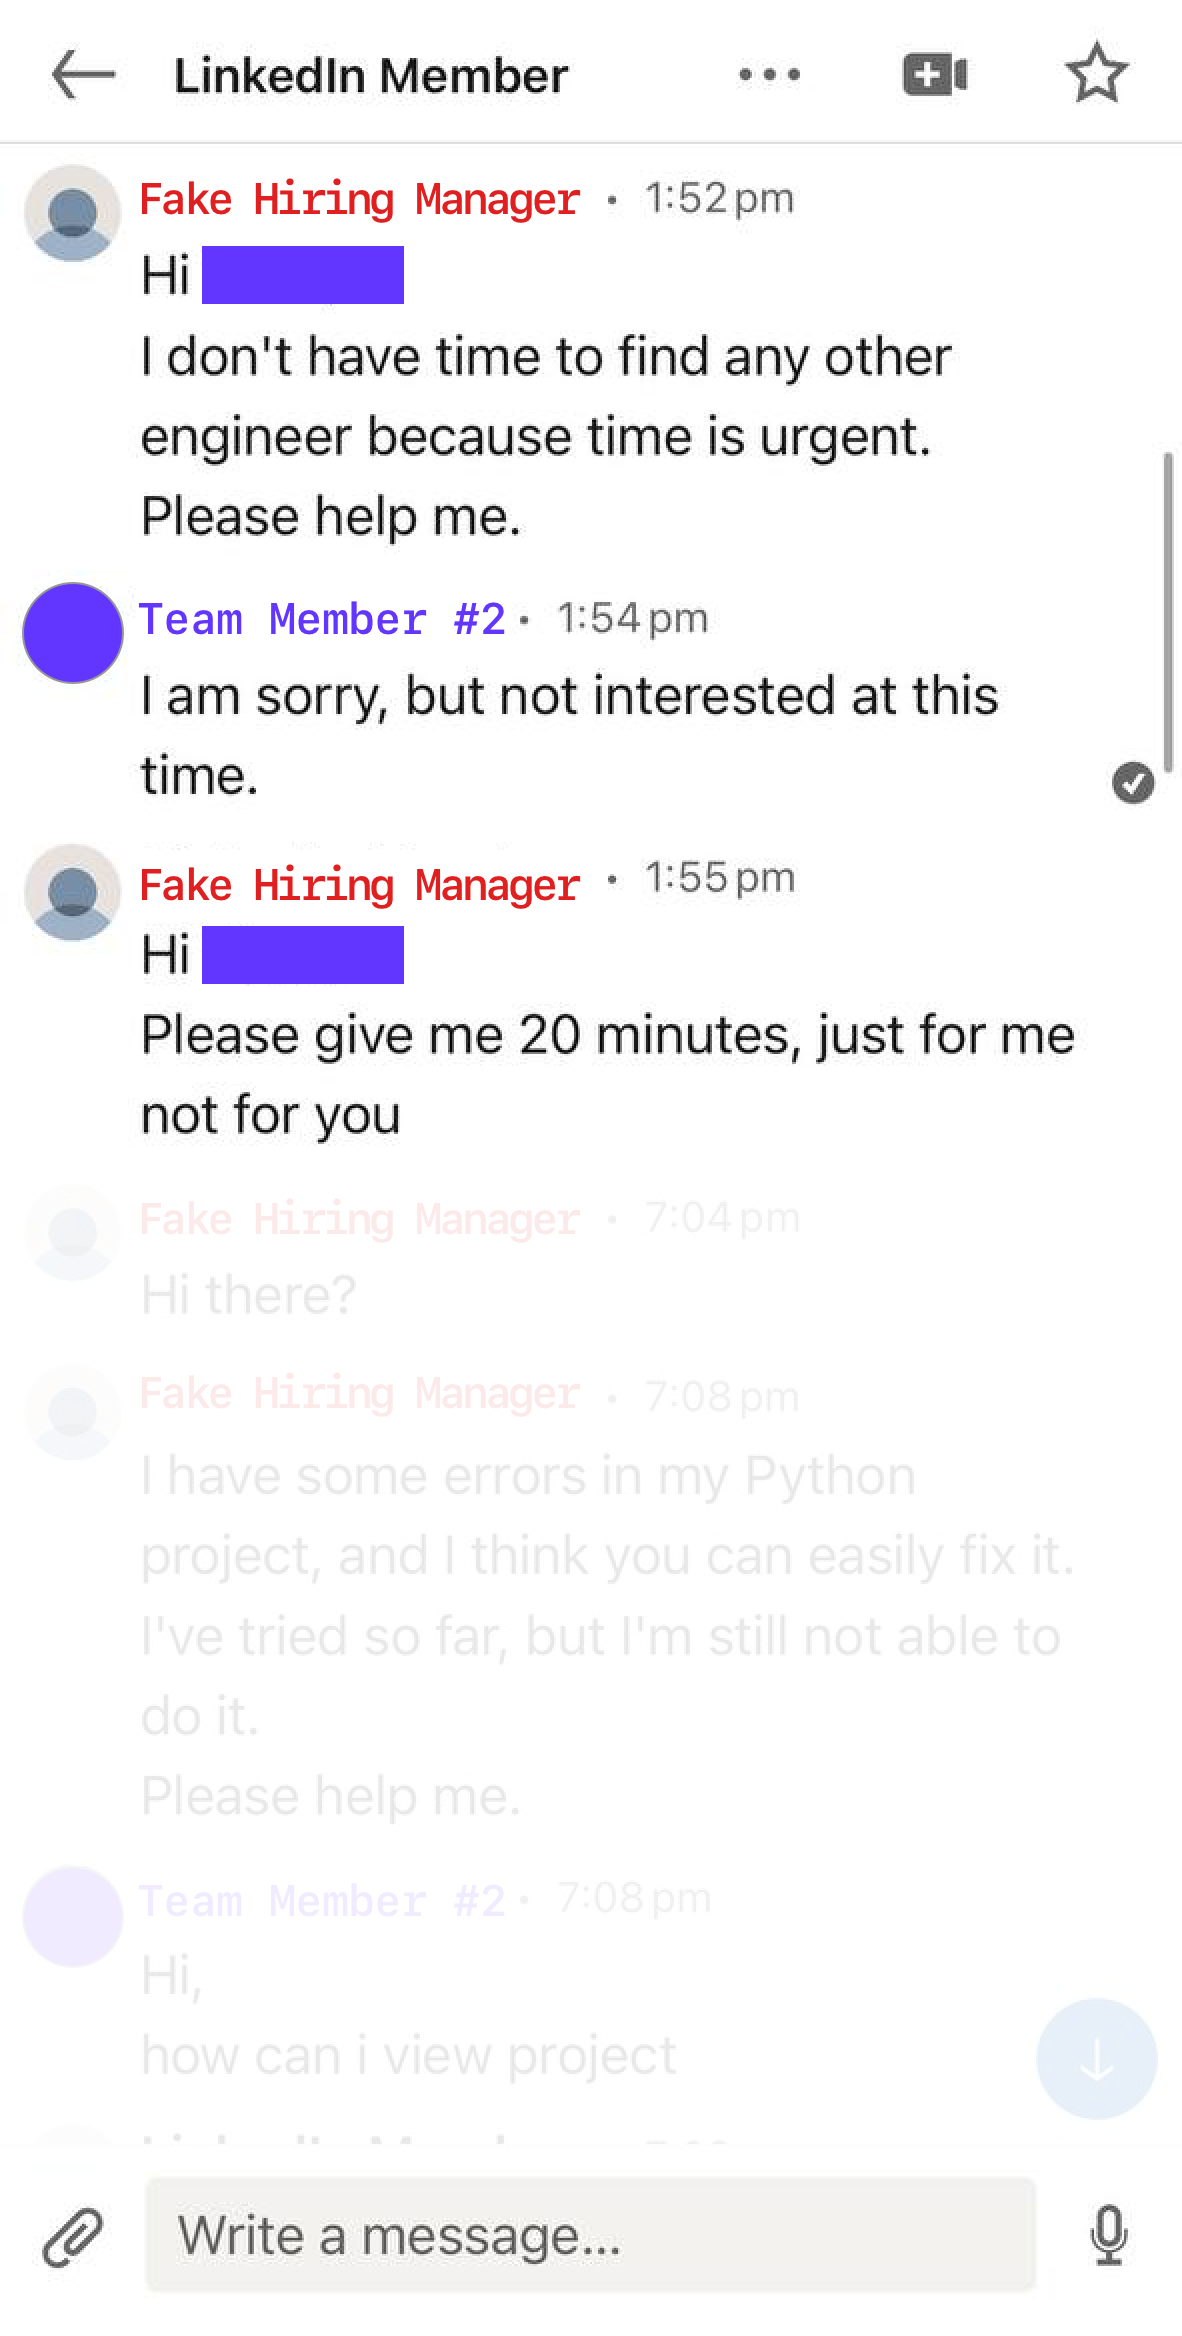 LinkedIn Member
Fake Hiring Manager • 1:52 pm
Hi
I don't have time to find any other
engineer because time is urgent.
Please help me.
Team Member #2 • 1:54 pm
I am sorry, but not interested at this
time.
Fake Hiring Manager • 1:55 pm
Hi
Please give me 20 minutes, just for me
not for you
Fake Hiring Manager • 7:04 pm
Hi there?
Fake Hiring Manager • 7:08 pm
I have some errors in my Python
project, and I think you can easily fix it.
I've tried so far, but I'm still not able to
do it.
Please help me.
Team Member #2 • 7:08 pm
Hi,
how can i view project
Write a message...